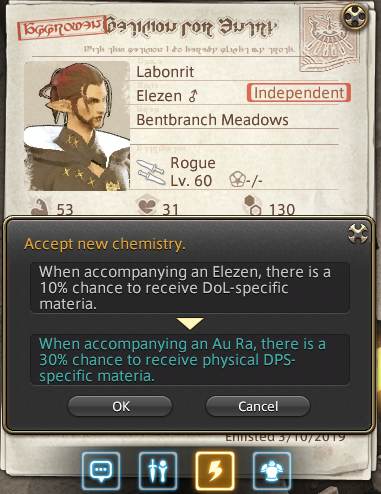 Labonrit
Elezen ♂
Independent
Bentbranch Meadows
Rogue
Lv. 60 -/-
53 31 130
Accept new chemistry.
When accompanying an Elezen, there is a
10% chance to receive DoL-specific
materia.
When accompanying an Au Ra, there is a
30% chance to receive physical DPS-
specific materia.
OK Cancel
Enlisted 3/10/2019